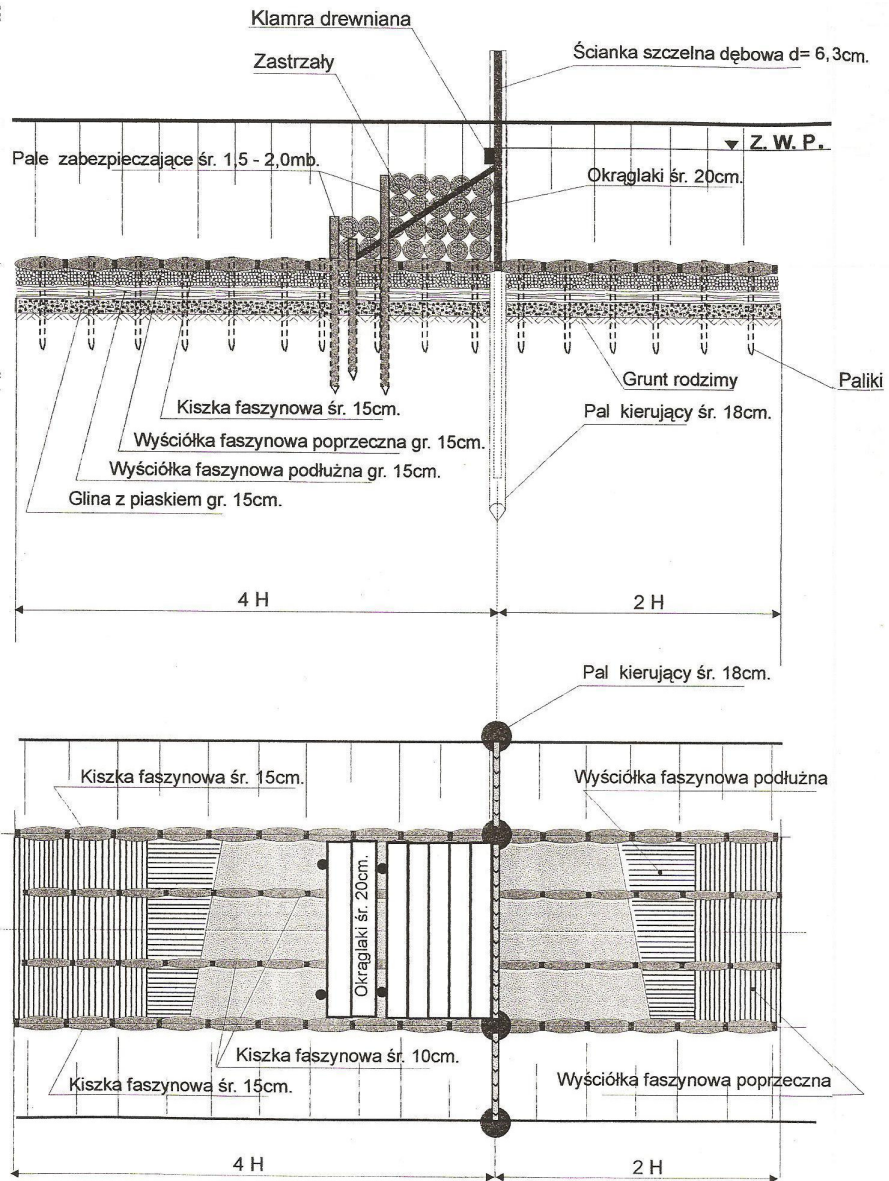 Klamra drewniana
Ścianka szczelna dębowa d= 6,3cm.
Zastrzały
Z. W. P.
Pale zabezpieczające śr. 1,5 - 2,0mb.
Okrąglaki śr. 20cm.
Grunt rodzimy
Paliki
Kiszka faszynowa śr. 15cm.
Pal kierujący śr. 18cm.
Wyściółka faszynowa poprzeczna gr. 15cm.
Wyściółka faszynowa podłużna gr. 15cm.
Glina z piaskiem gr. 15cm.
4 H
2 H
Pal kierujący śr. 18cm.
Kiszka faszynowa śr. 15cm.
Wyściółka faszynowa podłużna
Okrąglaki śr. 20cm.
Kiszka faszynowa śr. 10cm.
Kiszka faszynowa śr. 15cm.
Wyściółka faszynowa poprzeczna
4 H
2 H